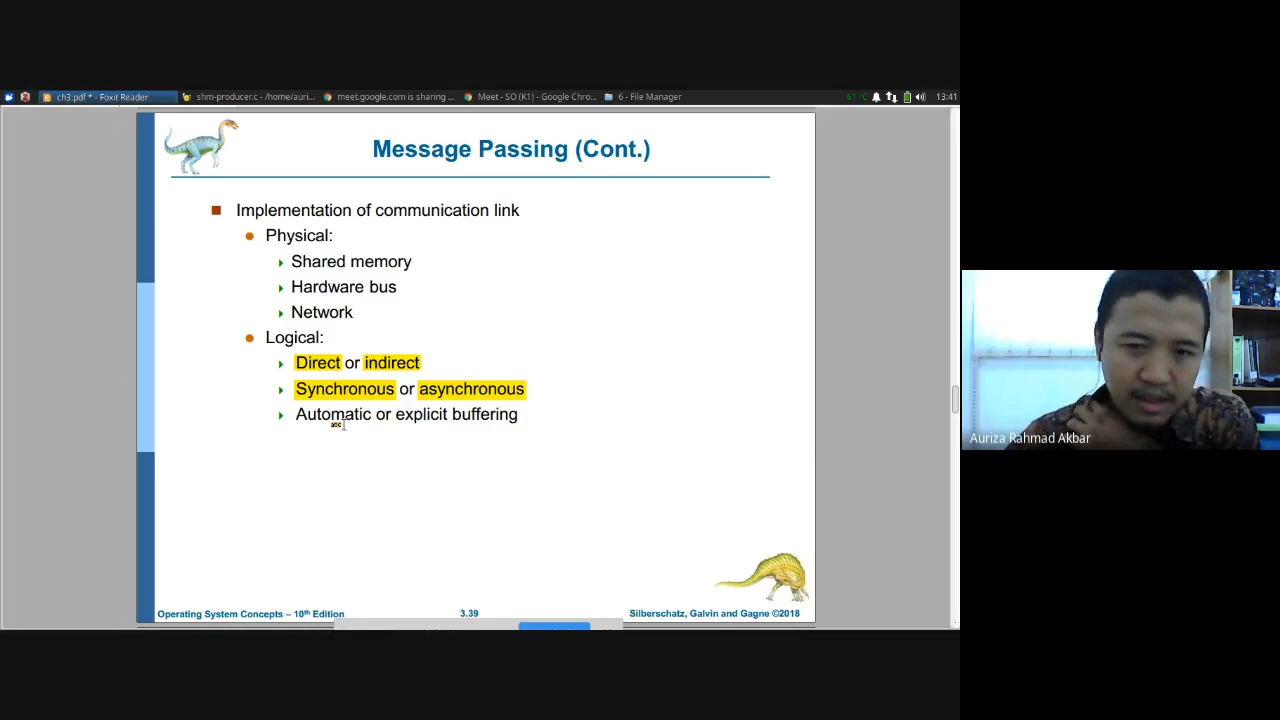 ch3.pdf * - Foxit Reader
shm-producer.c - /home/auri...
meet.google.com is sharing ...
Meet - SO (K1) - Google Chro...
6 - File Manager
61 °C
13:41
Message Passing (Cont.)
Implementation of communication link
Physical:
Shared memory
Hardware bus
Network
Logical:
Direct or indirect
Synchronous or asynchronous
Automatic or explicit buffering
Operating System Concepts – 10th Edition
3.39
Silberschatz, Galvin and Gagne ©2018
Auriza Rahmad Akbar